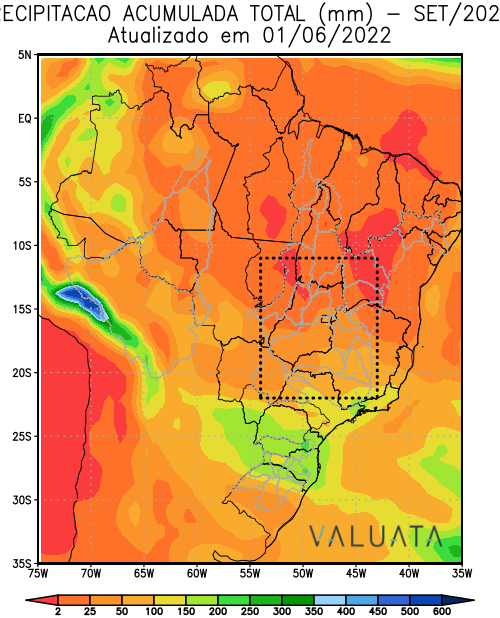 RECIPITACAO ACUMULADA TOTAL (mm) – SET/202
Atualizado em 01/06/2022
5N
EQ
5S
10S
15S
20S
25S
30S
35S
75W 70W 65W 60W 55W 50W 45W 40W 35W
VALUATA
2 25 50 100 150 200 250 300 350 400 450 500 600